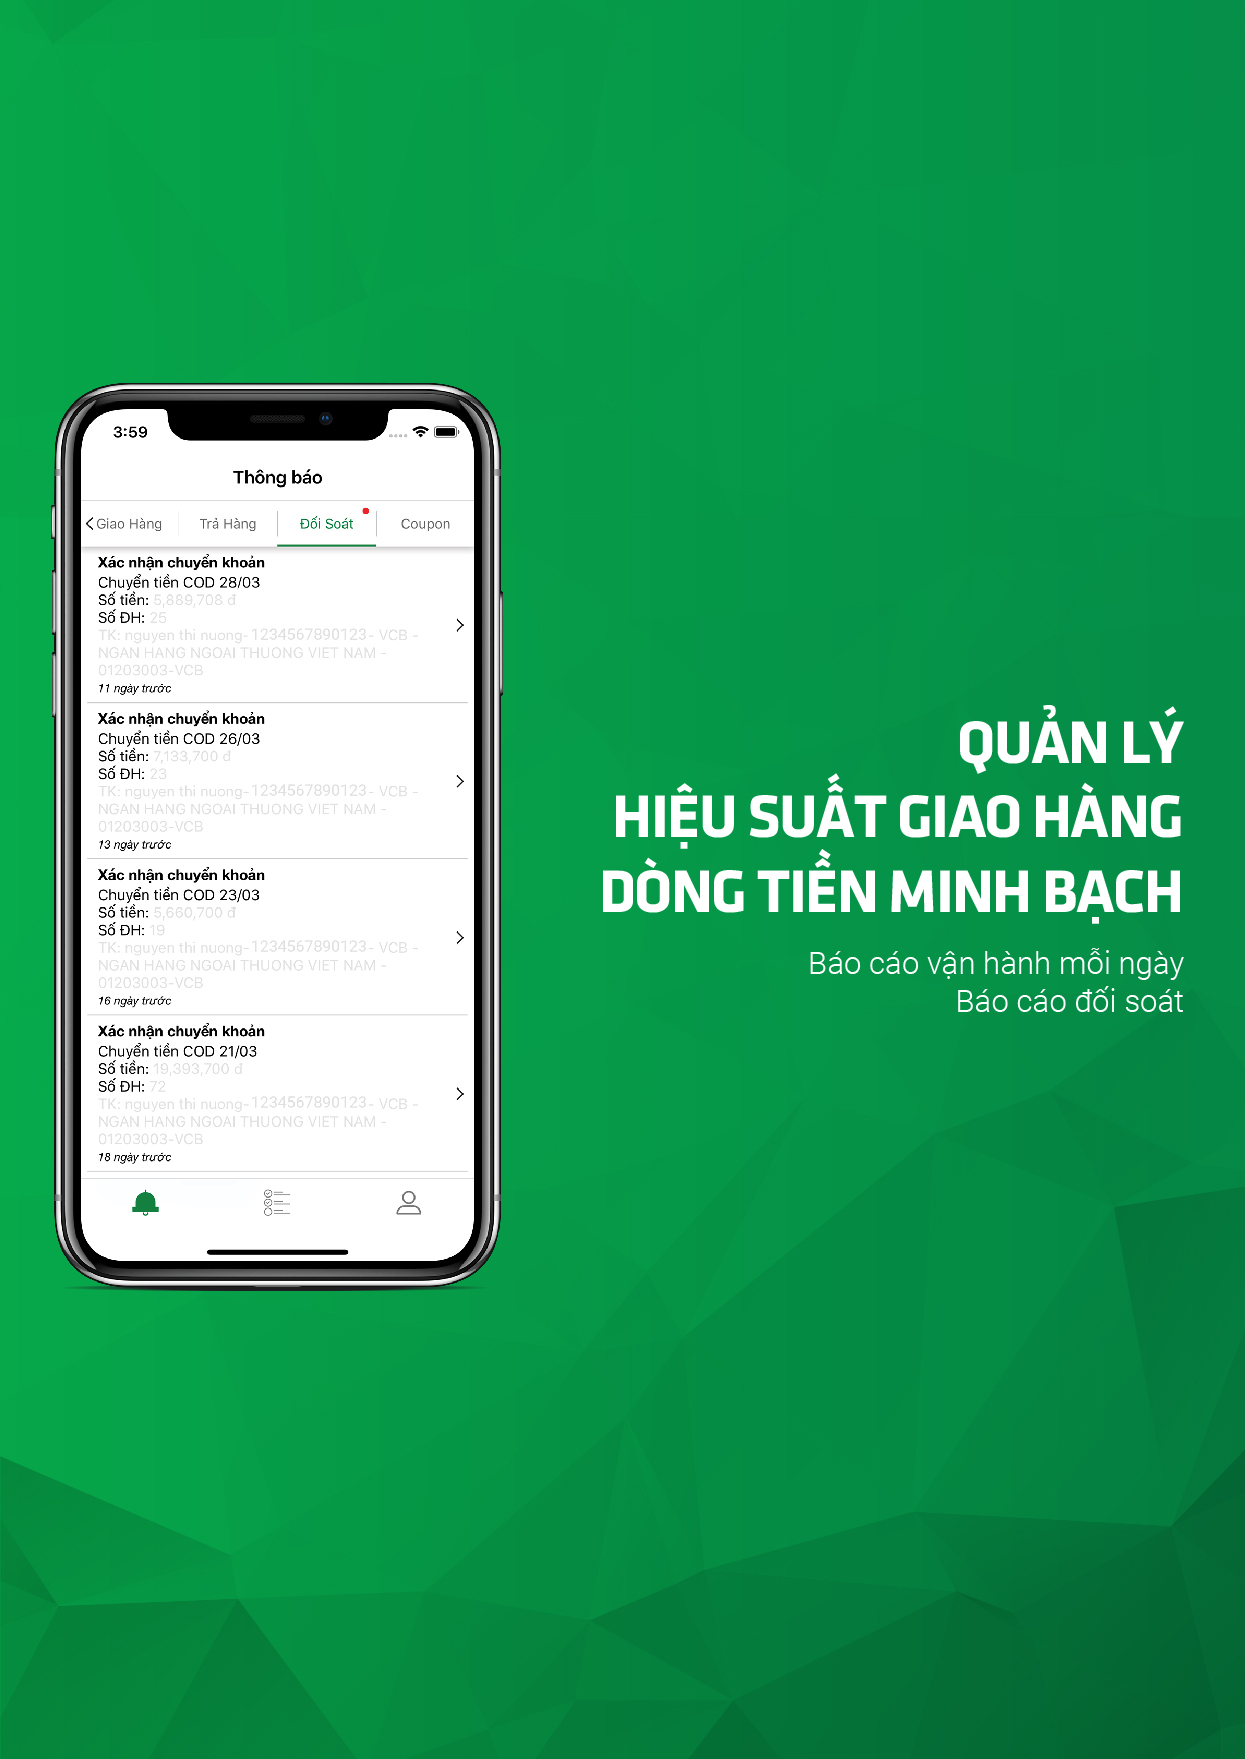 3:59
Thông báo
Giao Hàng
Trả Hàng
Đối Soát
Coupon
Xác nhận chuyển khoản
Chuyển tiền COD 28/03
Số tiền: 5,889,708 đ
Số ĐH: 25
TK: nguyen thi nuong- 1234567890123 - VCB -
NGAN HANG NGOAI THUONG VIET NAM -
01203003-VCB
11 ngày trước
Xác nhận chuyển khoản
Chuyển tiền COD 26/03
Số tiền: 7,133,700 đ
Số ĐH: 23
TK: nguyen thi nuong- 1234567890123 - VCB -
NGAN HANG NGOAI THUONG VIET NAM -
01203003-VCB
13 ngày trước
Xác nhận chuyển khoản
Chuyển tiền COD 23/03
Số tiền: 5,660,700 đ
Số ĐH: 19
TK: nguyen thi nuong- 1234567890123 - VCB -
NGAN HANG NGOAI THUONG VIET NAM -
01203003-VCB
16 ngày trước
Xác nhận chuyển khoản
Chuyển tiền COD 21/03
Số tiền: 19,393,700 đ
Số ĐH: 72
TK: nguyen thi nuong- 1234567890123 - VCB -
NGAN HANG NGOAI THUONG VIET NAM -
01203003-VCB
18 ngày trước
QUẢN LÝ
HIỆU SUẤT GIAO HÀNG
DÒNG TIỀN MINH BẠCH
Báo cáo vận hành mỗi ngày
Báo cáo đối soát